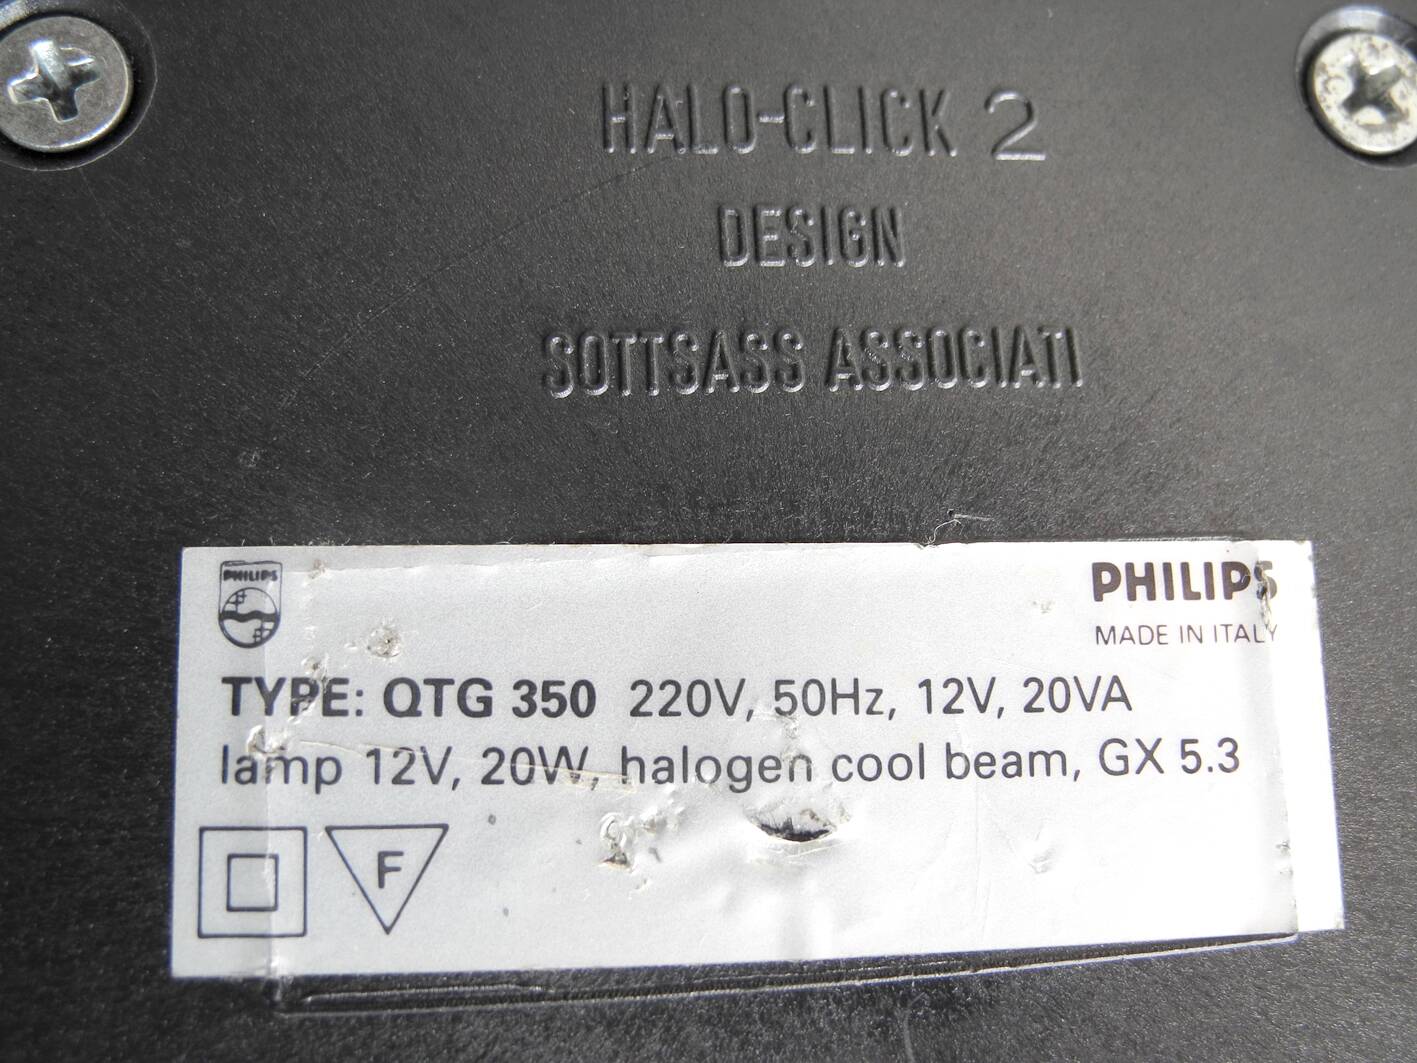 HALO-CLICK 2
DESIGN
SOTTSASS ASSOCIATI
PHILIPS
PHILIPS
MADE IN ITALY
TYPE: QTG 350 220V, 50Hz, 12V, 20VA
lamp 12V, 20W, halogen cool beam, GX 5.3
F